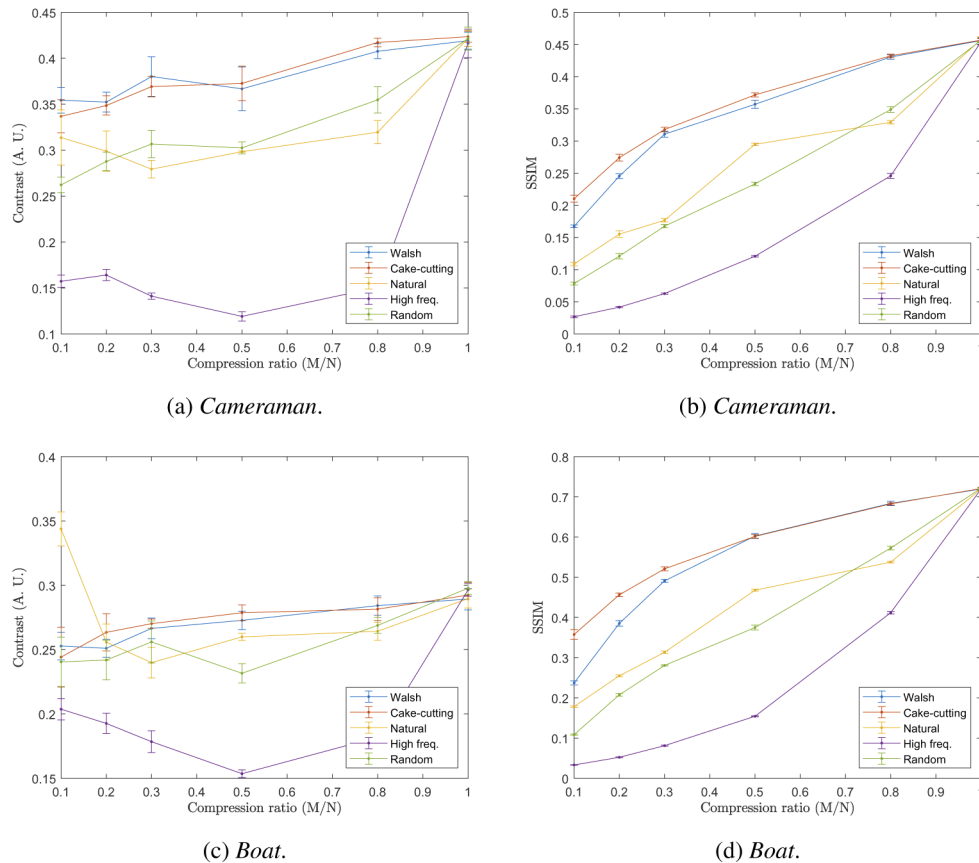 0.45
0.4
0.35
0.3
0.25
0.2
0.15
0.1
Contrast (A. U.)
0.1 0.2 0.3 0.4 0.5 0.6 0.7 0.8 0.9 1
Compression ratio (M/N)
Walsh
Cake-cutting
Natural
High freq.
Random
(a) Cameraman.
0.5
0.45
0.4
0.35
0.3
0.25
0.2
0.15
0.1
0.05
0
SSIM
0.1 0.2 0.3 0.4 0.5 0.6 0.7 0.8 0.9 1
Compression ratio (M/N)
Walsh
Cake-cutting
Natural
High freq.
Random
(b) Cameraman.
0.4
0.35
0.3
0.25
0.2
0.15
Contrast (A. U.)
0.1 0.2 0.3 0.4 0.5 0.6 0.7 0.8 0.9 1
Compression ratio (M/N)
Walsh
Cake-cutting
Natural
High freq.
Random
(c) Boat.
0.8
0.7
0.6
0.5
0.4
0.3
0.2
0.1
0
SSIM
0.1 0.2 0.3 0.4 0.5 0.6 0.7 0.8 0.9 1
Compression ratio (M/N)
Walsh
Cake-cutting
Natural
High freq.
Random
(d) Boat.